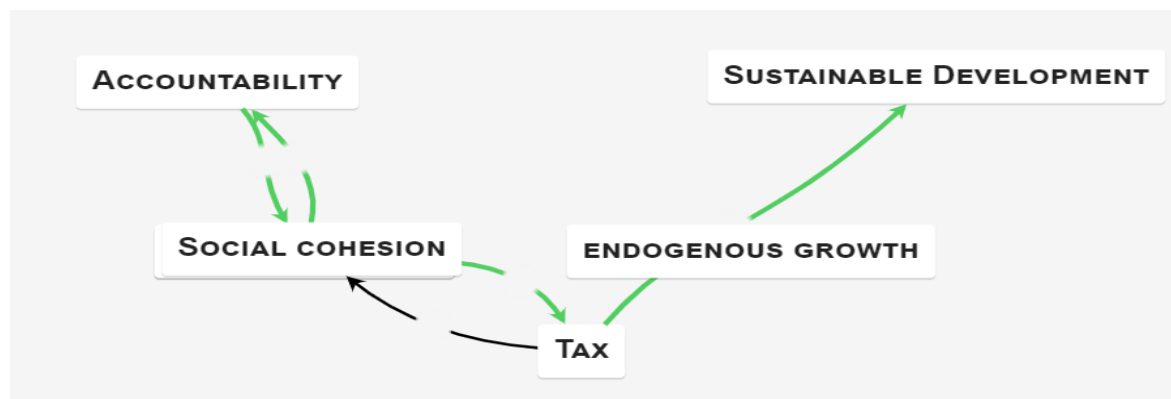 Accountability
Sustainable Development
Social cohesion
endogenous growth
Tax